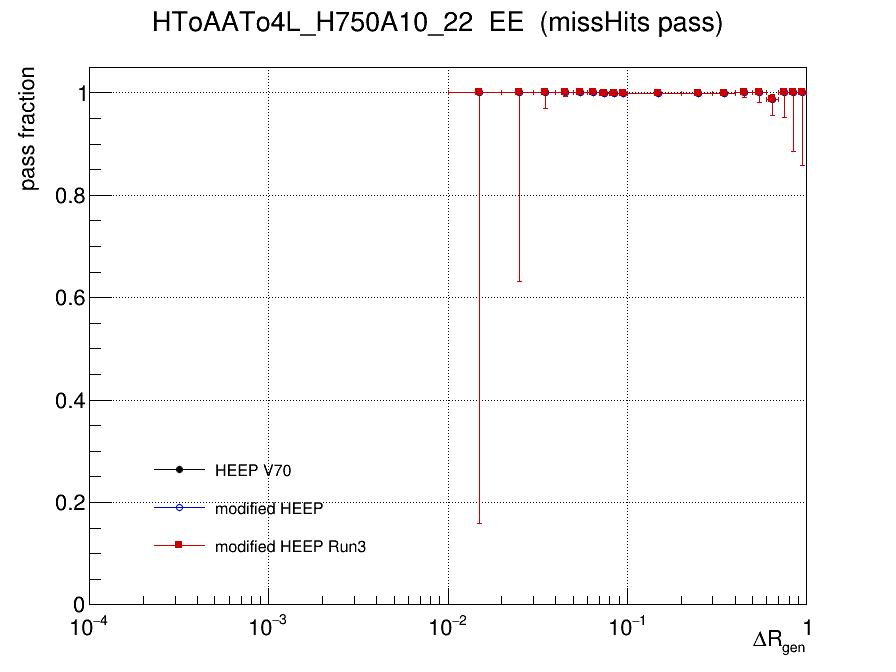 HToAATo4L_H750A10_22 EE (missHits pass)
pass fraction
1
0.8
0.6
0.4
0.2
0
HEEP V70
modified HEEP
modified HEEP Run3
10⁻⁴ 10⁻³ 10⁻² 10⁻¹ 1
ΔR_gen